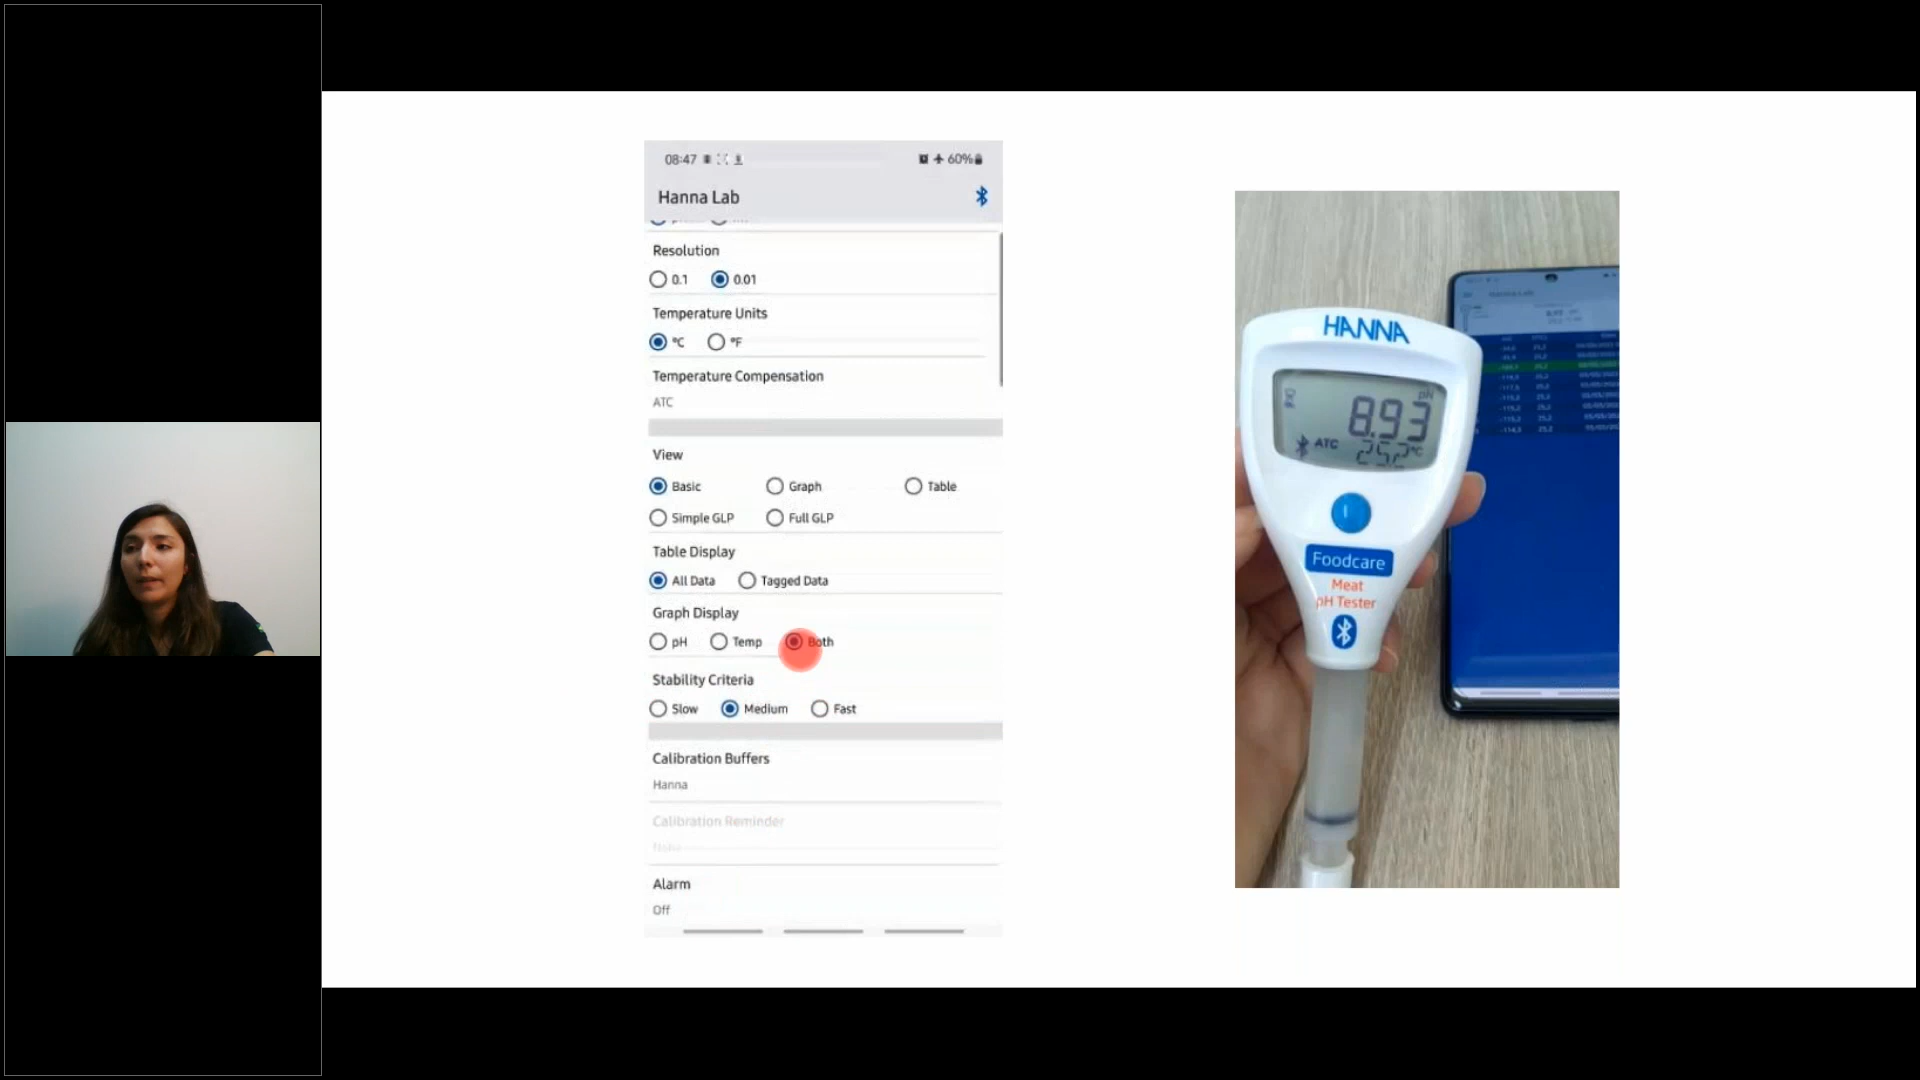 08:47
60%
Hanna Lab
Resolution
0.1 0.01
Temperature Units
°C °F
Temperature Compensation
ATC
View
Basic Graph Table
Simple GLP Full GLP
Table Display
All Data Tagged Data
Graph Display
pH Temp Both
Stability Criteria
Slow Medium Fast
Calibration Buffers
Hanna
Calibration Reminder
None
Alarm
Off
HANNA
pH
8.93
ATC 25.2 °C
Foodcare
Meat
pH Tester